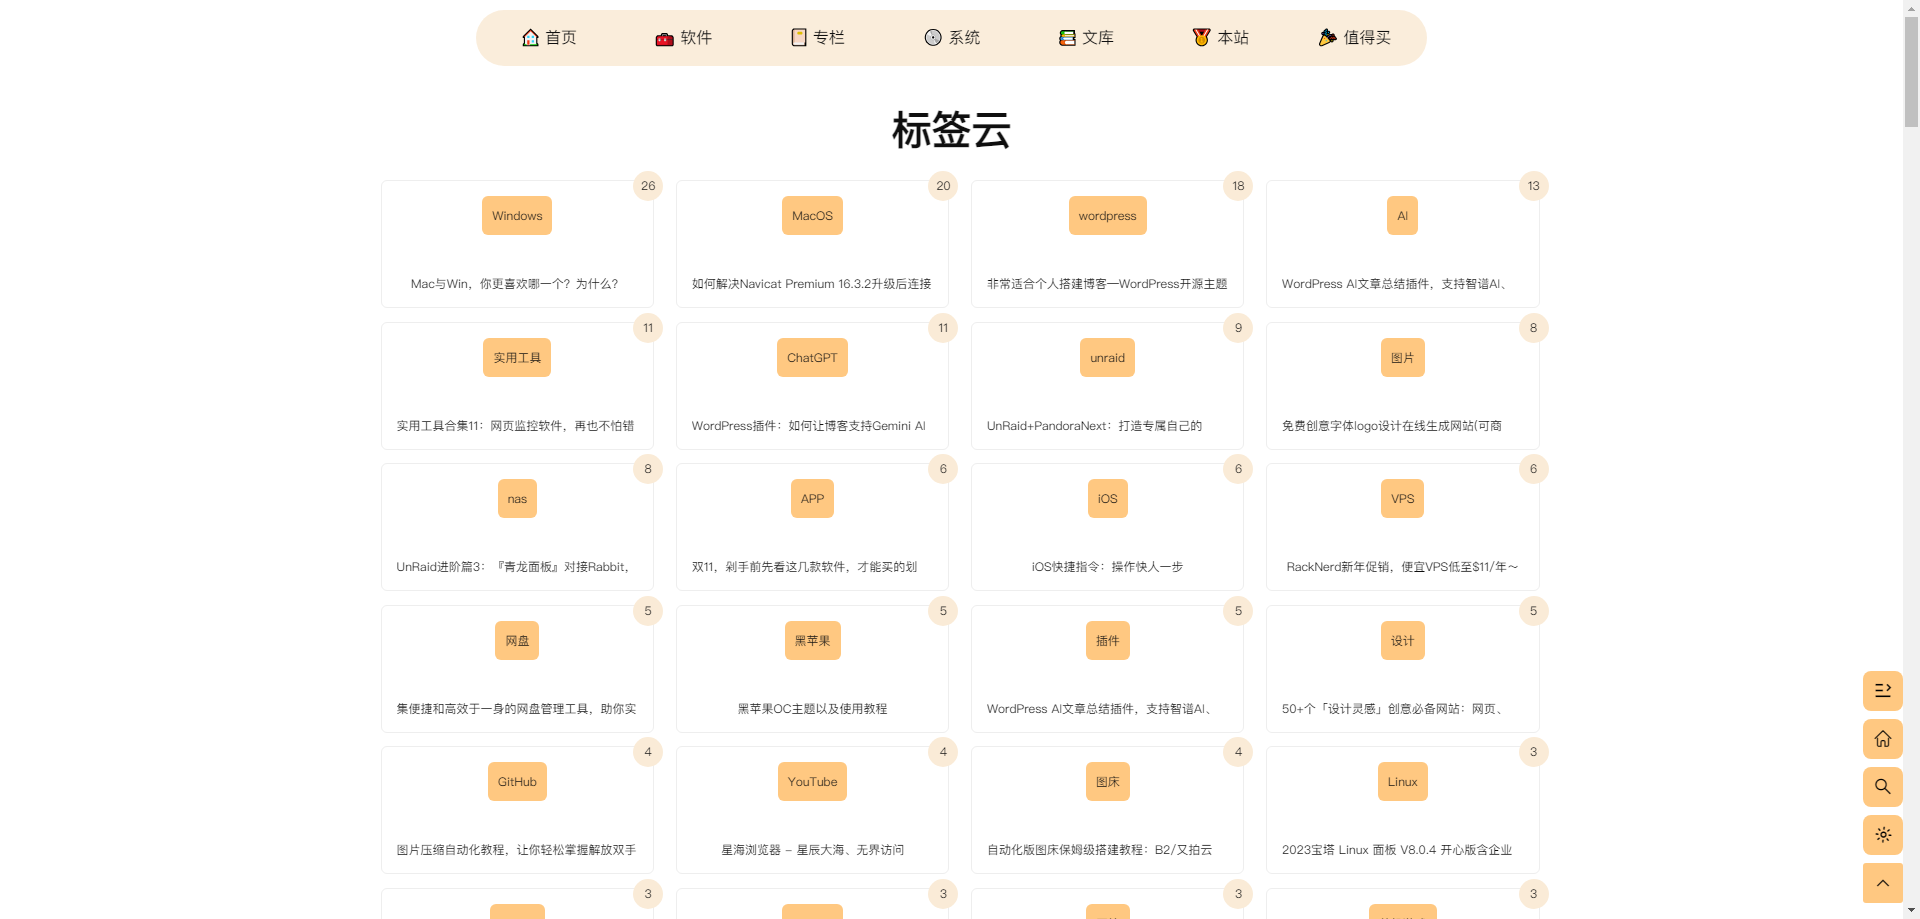 首页 软件 专栏 系统 文库 本站 值得买
标签云
26 20 18 13
Windows MacOS wordpress AI
Mac与Win，你更喜欢哪一个？为什么？ 如何解决Navicat Premium 16.3.2升级后连接 非常适合个人搭建博客—WordPress开源主题 WordPress AI文章总结插件，支持智谱AI、
11 11 9 8
实用工具 ChatGPT unraid 图片
实用工具合集11：网页监控软件，再也不怕错 WordPress插件：如何让博客支持Gemini AI UnRaid+PandoraNext：打造专属自己的 免费创意字体logo设计在线生成网站(可商
8 6 6 6
nas APP iOS VPS
UnRaid进阶篇3：『青龙面板』对接Rabbit， 双11，剁手前先看这几款软件，才能买的划 iOS快捷指令：操作快人一步 RackNerd新年促销，便宜VPS低至$11/年～
5 5 5 5
网盘 黑苹果 插件 设计
集便捷和高效于一身的网盘管理工具，助你实 黑苹果OC主题以及使用教程 WordPress AI文章总结插件，支持智谱AI、 50+个「设计灵感」创意必备网站：网页、
4 4 4 3
GitHub YouTube 图床 Linux
图片压缩自动化教程，让你轻松掌握解放双手 星海浏览器 – 星辰大海、无界访问 自动化版图床保姆级搭建教程：B2/又拍云 2023宝塔 Linux 面板 V8.0.4 开心版含企业
3 3 3 3